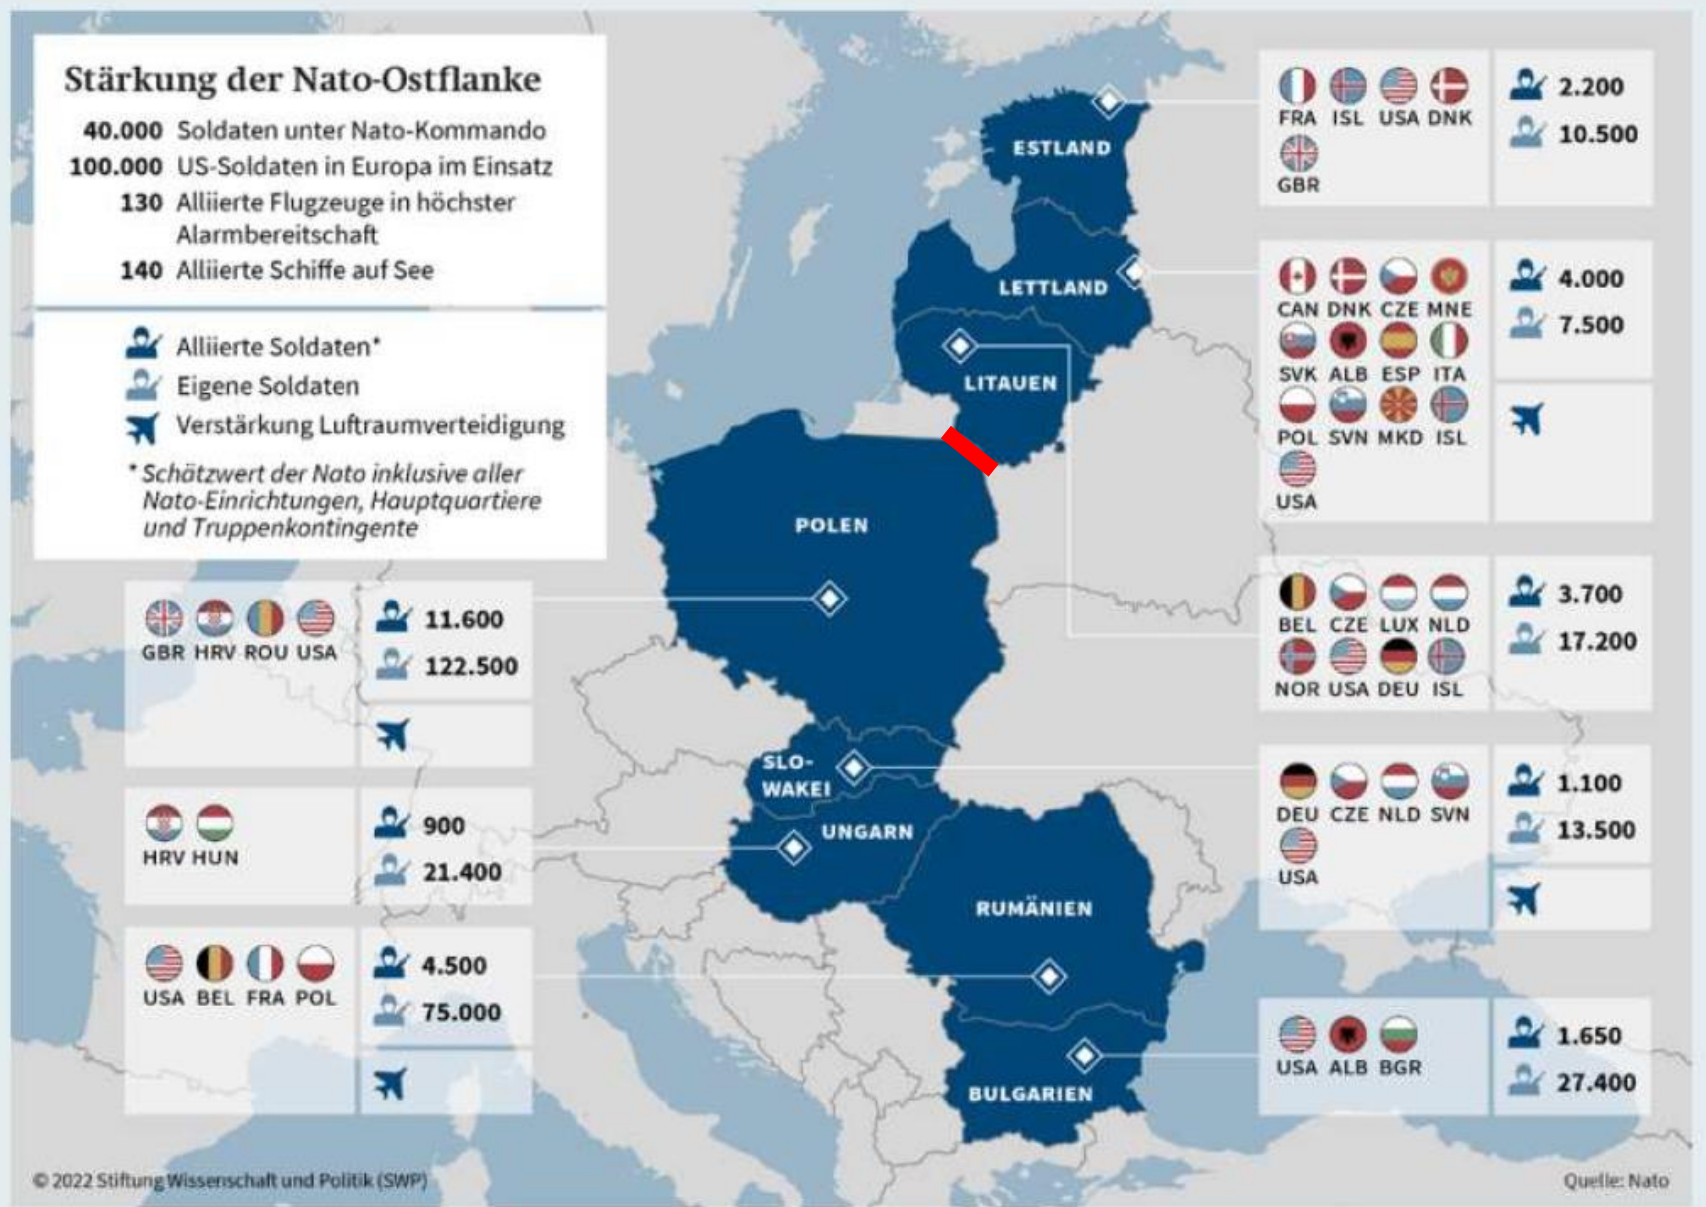 Stärkung der Nato-Ostflanke
40.000 Soldaten unter Nato-Kommando
100.000 US-Soldaten in Europa im Einsatz
130 Alliierte Flugzeuge in höchster
Alarmbereitschaft
140 Alliierte Schiffe auf See
Alliierte Soldaten*
Eigene Soldaten
Verstärkung Luftraumverteidigung
* Schätzwert der Nato inklusive aller
Nato-Einrichtungen, Hauptquartiere
und Truppenkontingente
ESTLAND
LETTLAND
LITAUEN
POLEN
SLO-
WAKEI
UNGARN
RUMÄNIEN
BULGARIEN
GBR HRV ROU USA
11.600
122.500
HRV HUN
900
21.400
USA BEL FRA POL
4.500
75.000
FRA ISL USA DNK
GBR
2.200
10.500
CAN DNK CZE MNE
SVK ALB ESP ITA
POL SVN MKD ISL
USA
4.000
7.500
BEL CZE LUX NLD
NOR USA DEU ISL
3.700
17.200
DEU CZE NLD SVN
USA
1.100
13.500
USA ALB BGR
1.650
27.400
© 2022 Stiftung Wissenschaft und Politik (SWP)
Quelle: Nato